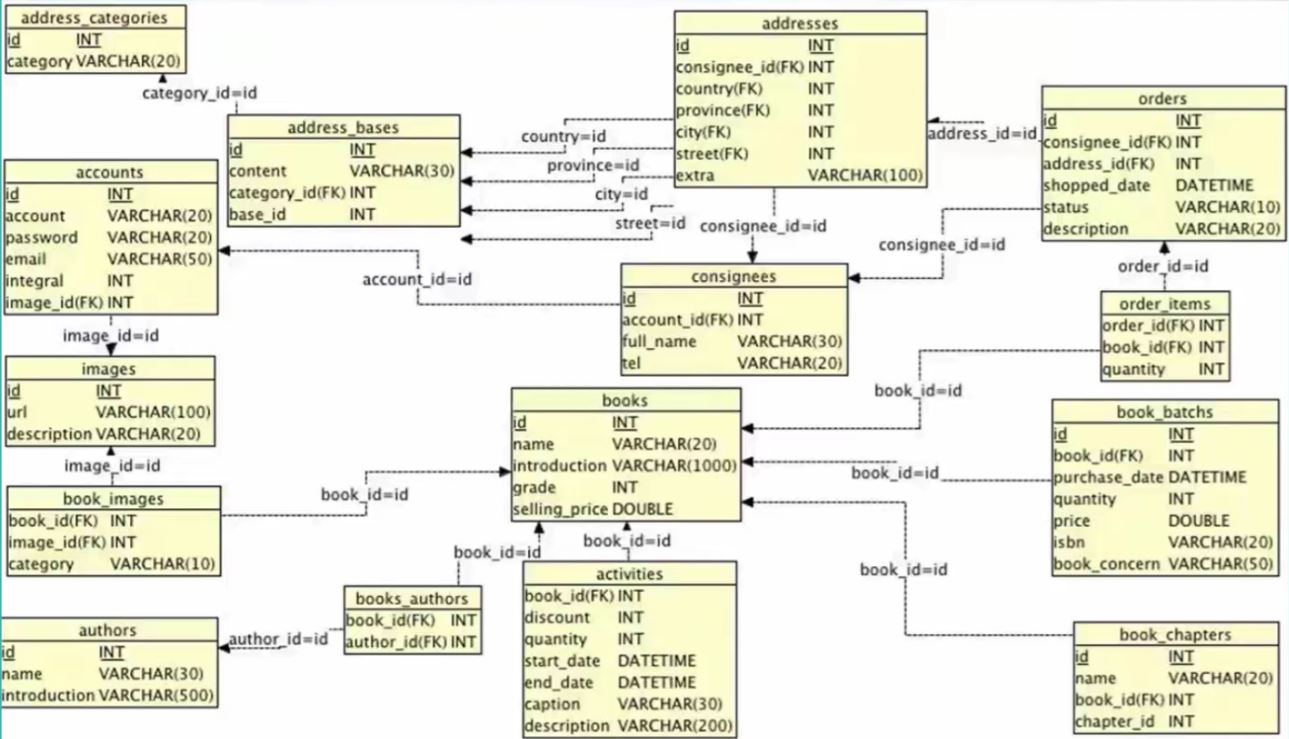 address_categories
id INT
category VARCHAR(20)
category_id=id
address_bases
id INT
content VARCHAR(30)
category_id(FK) INT
base_id INT
addresses
id INT
consignee_id(FK) INT
country(FK) INT
province(FK) INT
city(FK) INT
street(FK) INT
extra VARCHAR(100)
country=id
province=id
city=id
street=id
consignee_id=id
address_id=id
orders
id INT
consignee_id(FK) INT
address_id(FK) INT
shopped_date DATETIME
status VARCHAR(10)
description VARCHAR(20)
consignee_id=id
order_id=id
accounts
id INT
account VARCHAR(20)
password VARCHAR(20)
email VARCHAR(50)
integral INT
image_id(FK) INT
account_id=id
consignees
id INT
account_id(FK) INT
full_name VARCHAR(30)
tel VARCHAR(20)
order_items
order_id(FK) INT
book_id(FK) INT
quantity INT
book_id=id
image_id=id
images
id INT
url VARCHAR(100)
description VARCHAR(20)
image_id=id
book_images
book_id(FK) INT
image_id(FK) INT
category VARCHAR(10)
book_id=id
books
id INT
name VARCHAR(20)
introduction VARCHAR(1000)
grade INT
selling_price DOUBLE
book_id=id
book_batchs
id INT
book_id(FK) INT
purchase_date DATETIME
quantity INT
price DOUBLE
isbn VARCHAR(20)
book_concern VARCHAR(50)
book_id=id
book_id=id
book_id=id
authors
id INT
name VARCHAR(30)
introduction VARCHAR(500)
author_id=id
books_authors
book_id(FK) INT
author_id(FK) INT
activities
book_id(FK) INT
discount INT
quantity INT
start_date DATETIME
end_date DATETIME
caption VARCHAR(30)
description VARCHAR(200)
book_chapters
id INT
name VARCHAR(20)
book_id(FK) INT
chapter_id INT